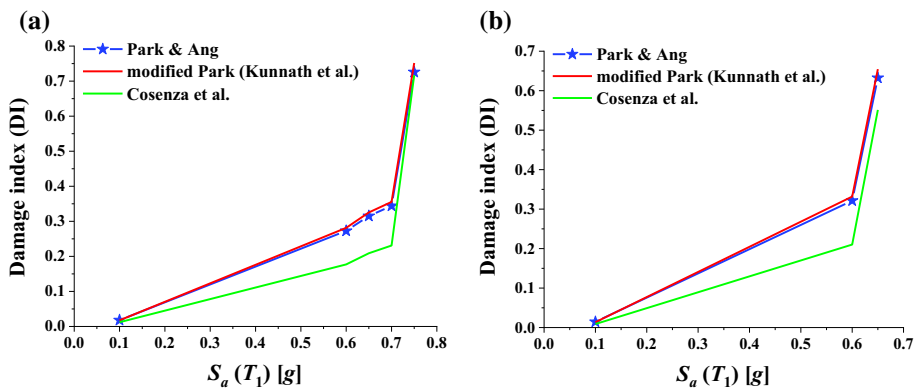 (a)
Park & Ang
modified Park (Kunnath et al.)
Cosenza et al.
Damage index (DI)
0.8
0.7
0.6
0.5
0.4
0.3
0.2
0.1
0.0
0.0 0.1 0.2 0.3 0.4 0.5 0.6 0.7 0.8
Sa (T1) [g]
(b)
Park & Ang
modified Park (Kunnath et al.)
Cosenza et al.
Damage index (DI)
0.7
0.6
0.5
0.4
0.3
0.2
0.1
0.0
0.0 0.1 0.2 0.3 0.4 0.5 0.6 0.7
Sa (T1) [g]